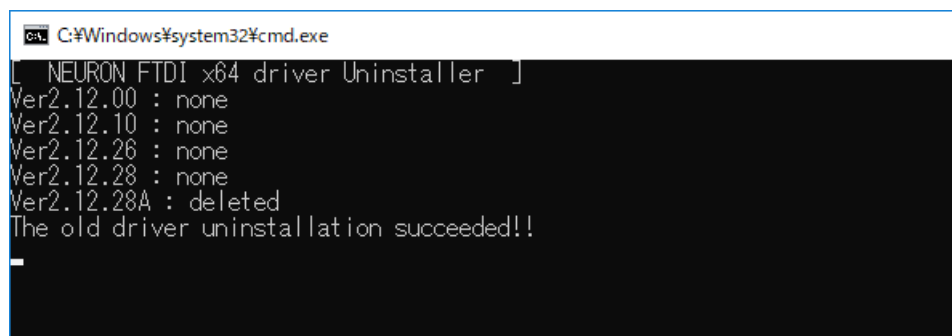 C:¥Windows¥system32¥cmd.exe
[  NEURON FTDI x64 driver Uninstaller  ]
Ver2.12.00 : none
Ver2.12.10 : none
Ver2.12.26 : none
Ver2.12.28 : none
Ver2.12.28A : deleted
The old driver uninstallation succeeded!!